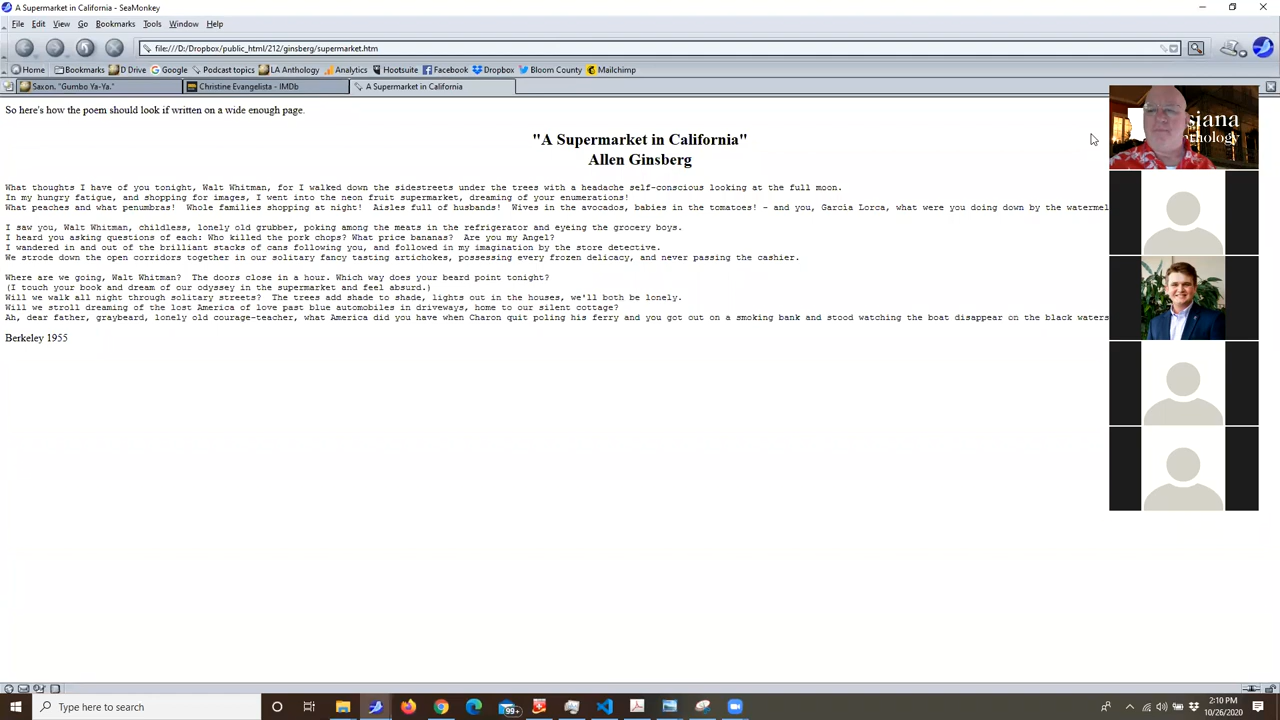 A Supermarket in California - SeaMonkey
File Edit View Go Bookmarks Tools Window Help
file:///D:/Dropbox/public_html/212/ginsberg/supermarket.htm
Home Bookmarks D Drive Google Podcast topics LA Anthology Analytics Hootsuite Facebook Dropbox Bloom County Mailchimp
Saxon, "Gumbo Ya-Ya." Christine Evangelista - IMDb A Supermarket in California
So here's how the poem should look if written on a wide enough page.
siana
"A Supermarket in California"
thology
Allen Ginsberg
What thoughts I have of you tonight, Walt Whitman, for I walked down the sidestreets under the trees with a headache self-conscious looking at the full moon.
In my hungry fatigue, and shopping for images, I went into the neon fruit supermarket, dreaming of your enumerations!
What peaches and what penumbras!  Whole families shopping at night!  Aisles full of husbands!  Wives in the avocados, babies in the tomatoes! - and you, Garcia Lorca, what were you doing down by the watermel
I saw you, Walt Whitman, childless, lonely old grubber, poking among the meats in the refrigerator and eyeing the grocery boys.
I heard you asking questions of each: Who killed the pork chops? What price bananas?  Are you my Angel?
I wandered in and out of the brilliant stacks of cans following you, and followed in my imagination by the store detective.
We strode down the open corridors together in our solitary fancy tasting artichokes, possessing every frozen delicacy, and never passing the cashier.
Where are we going, Walt Whitman?  The doors close in a hour. Which way does your beard point tonight?
(I touch your book and dream of our odyssey in the supermarket and feel absurd.)
Will we walk all night through solitary streets?  The trees add shade to shade, lights out in the houses, we'll both be lonely.
Will we stroll dreaming of the lost America of love past blue automobiles in driveways, home to our silent cottage?
Ah, dear father, graybeard, lonely old courage-teacher, what America did you have when Charon quit poling his ferry and you got out on a smoking bank and stood watching the boat disappear on the black waters
Berkeley 1955
Type here to search
99+
2:10 PM
10/26/2020